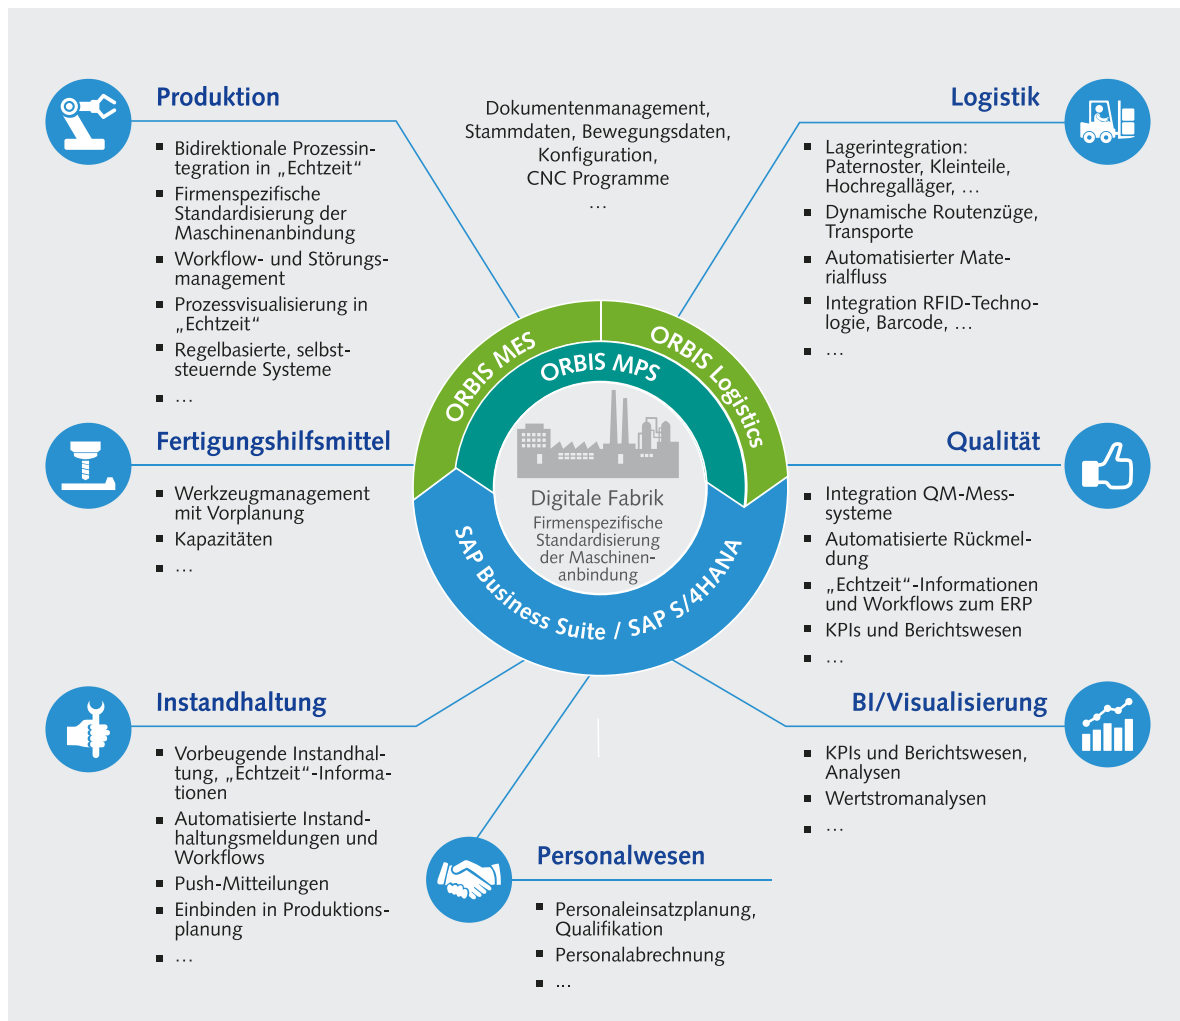 Produktion
Bidirektionale Prozessin-
tegration in „Echtzeit“
Firmenspezifische
Standardisierung der
Maschinenanbindung
Workflow- und Störungs-
management
Prozessvisualisierung in
„Echtzeit“
Regelbasierte, selbst-
steuernde Systeme
…
Dokumentenmanagement,
Stammdaten, Bewegungsdaten,
Konfiguration,
CNC Programme
…
Logistik
Lagerintegration:
Paternoster, Kleinteile,
Hochregalläger, …
Dynamische Routenzüge,
Transporte
Automatisierter Mate-
rialfluss
Integration RFID-Techno-
logie, Barcode, …
…
ORBIS MES
ORBIS Logistics
ORBIS MPS
Digitale Fabrik
Firmenspezifische
Standardisierung
der Maschinen-
anbindung
SAP Business Suite / SAP S/4HANA
Fertigungshilfsmittel
Werkzeugmanagement
mit Vorplanung
Kapazitäten
…
Qualität
Integration QM-Mess-
systeme
Automatisierte Rückmel-
dung
„Echtzeit“-Informationen
und Workflows zum ERP
KPIs und Berichtswesen
…
Instandhaltung
Vorbeugende Instandhal-
tung, „Echtzeit“-Informa-
tionen
Automatisierte Instand-
haltungsmeldungen und
Workflows
Push-Mitteilungen
Einbinden in Produktions-
planung
…
BI/Visualisierung
KPIs und Berichtswesen,
Analysen
Wertstromanalysen
…
Personalwesen
Personaleinsatzplanung,
Qualifikation
Personalabrechnung
...